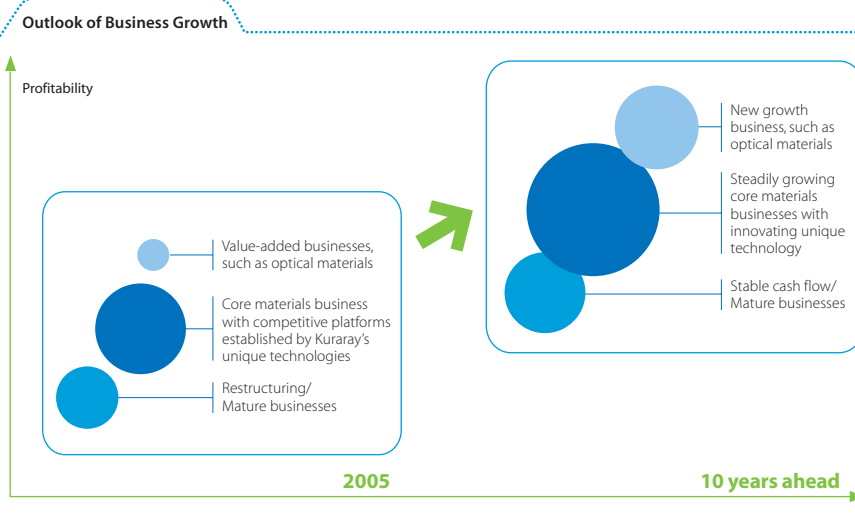 Outlook of Business Growth
Profitability
Value-added businesses,
such as optical materials
Core materials business
with competitive platforms
established by Kuraray's
unique technologies
Restructuring/
Mature businesses
2005
New growth
business, such as
optical materials
Steadily growing
core materials
businesses with
innovating unique
technology
Stable cash flow/
Mature businesses
10 years ahead